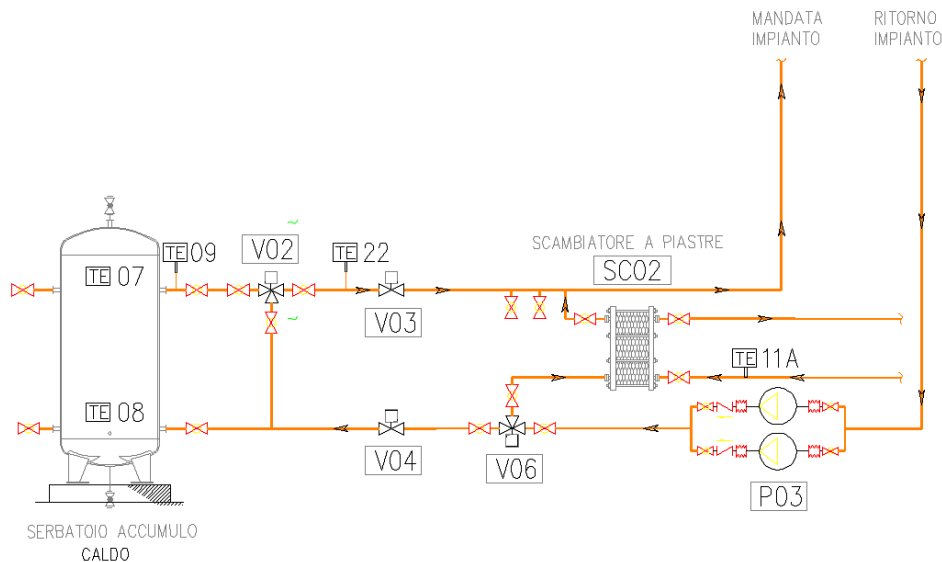 MANDATA
IMPIANTO
RITORNO
IMPIANTO
SCAMBIATORE A PIASTRE
SC02
TE 09
V02
TE 22
TE 07
V03
TE 11A
TE 08
V04
V06
P03
SERBATOIO ACCUMULO
CALDO